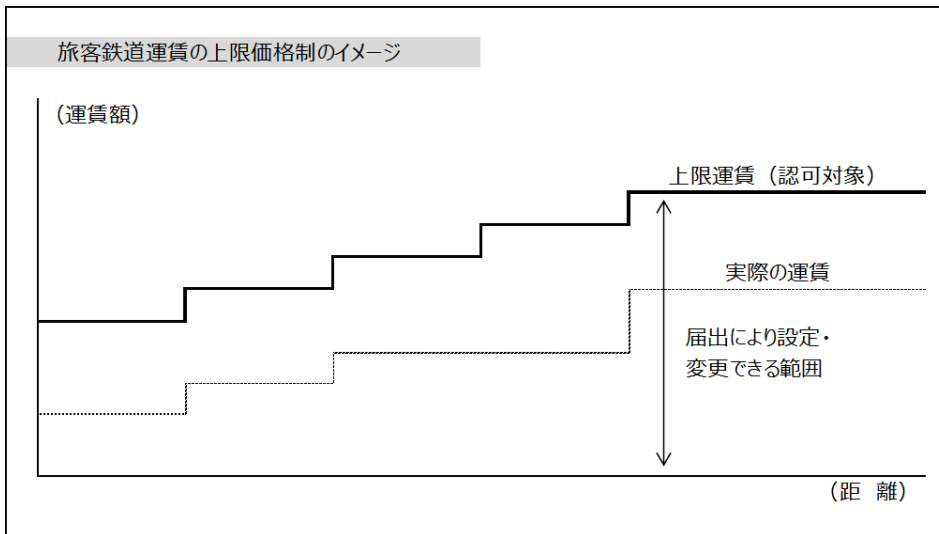 旅客鉄道運賃の上限価格制のイメージ
（運賃額）
上限運賃（認可対象）
実際の運賃
届出により設定・
変更できる範囲
（距　離）